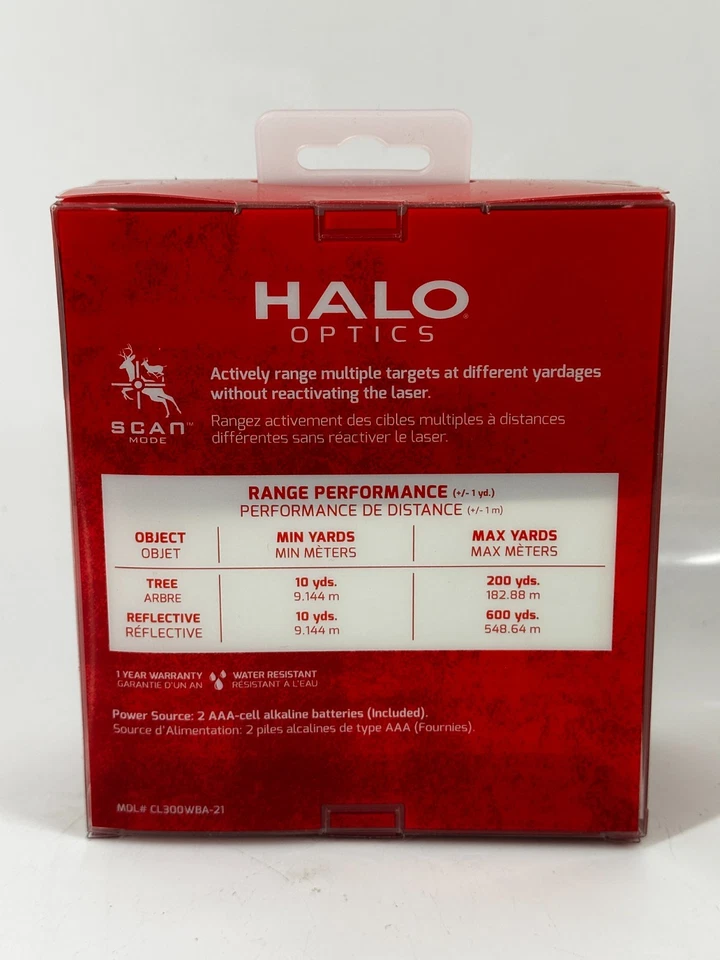 HALO
OPTICS
Actively range multiple targets at different yardages
without reactivating the laser.
SCAN™
MODE
Rangez activement des cibles multiples à distances
différentes sans réactiver le laser.
RANGE PERFORMANCE (+/- 1 yd.)
PERFORMANCE DE DISTANCE (+/- 1 m)
OBJECT MIN YARDS MAX YARDS
OBJET MIN MÈTERS MAX MÈTERS
TREE 10 yds. 200 yds.
ARBRE 9.144 m 182.88 m
REFLECTIVE 10 yds. 600 yds.
RÉFLECTIVE 9.144 m 548.64 m
1 YEAR WARRANTY WATER RESISTANT
GARANTIE D'UN AN RÉSISTANT A L'EAU
Power Source: 2 AAA-cell alkaline batteries (Included).
Source d'Alimentation: 2 piles alcalines de type AAA (Fournies).
MDL# CL300WBA-21